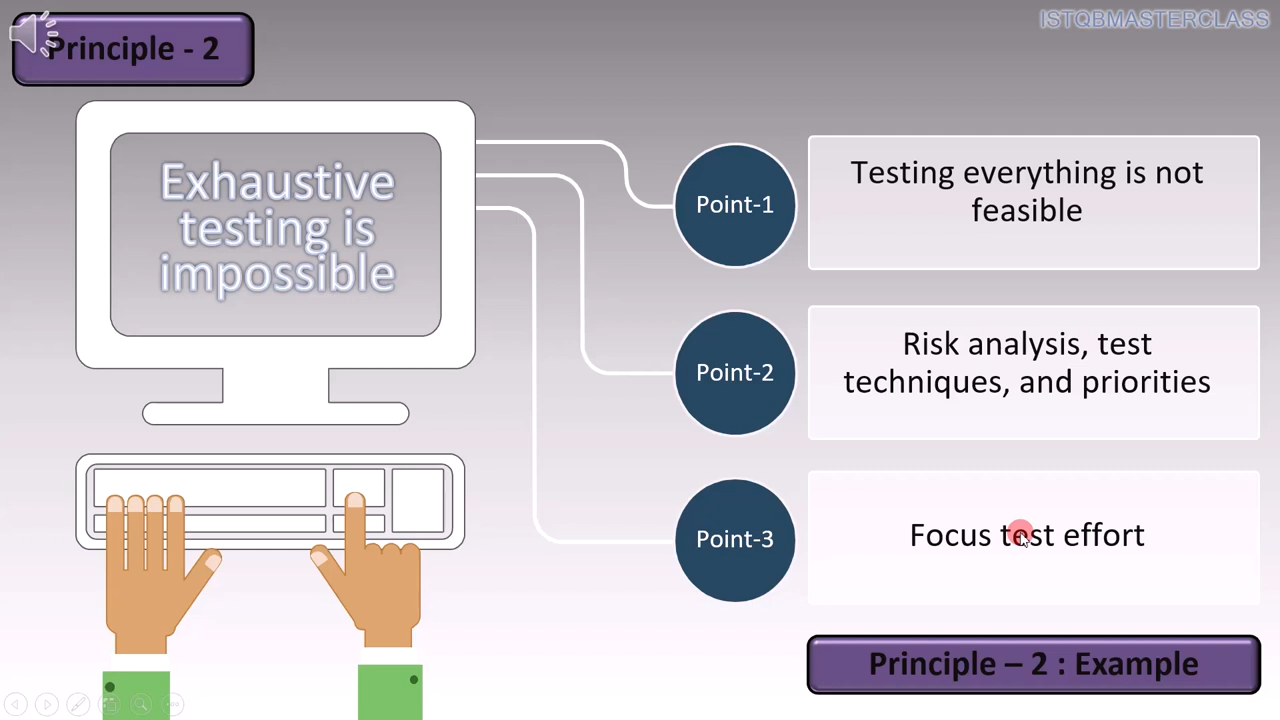 ISTQBMASTERCLASS
Principle - 2
Exhaustive
testing is
impossible
Point-1
Testing everything is not
feasible
Point-2
Risk analysis, test
techniques, and priorities
Point-3
Focus test effort
Principle – 2 : Example